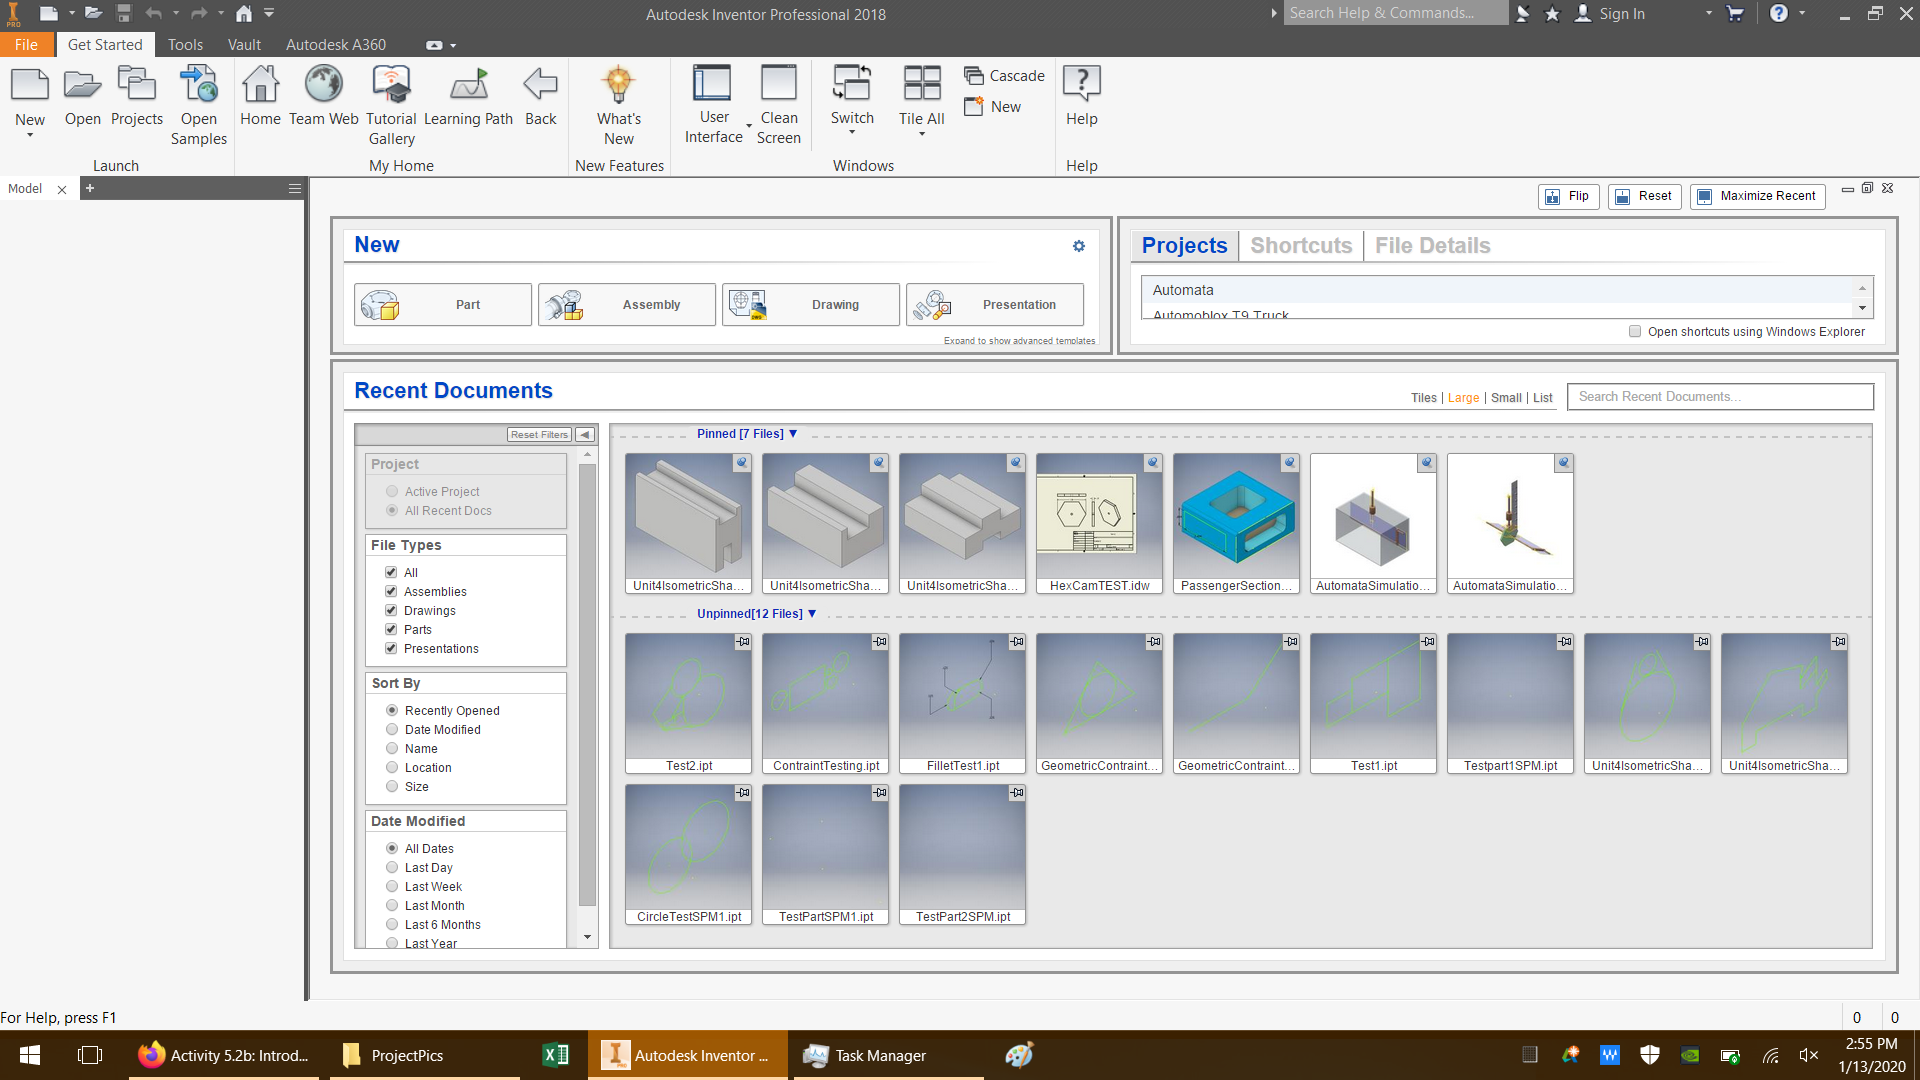 Autodesk Inventor Professional 2018
Search Help & Commands...
Sign In
File
Get Started
Tools
Vault
Autodesk A360
New
Open
Projects
Open
Samples
Home
Team Web
Tutorial
Gallery
Learning Path
Back
What's
New
User
Interface
Clean
Screen
Switch
Tile All
Cascade
New
Help
Launch
My Home
New Features
Windows
Help
Model
Flip
Reset
Maximize Recent
New
Part
Assembly
Drawing
Presentation
Expand to show advanced templates
Projects
Shortcuts
File Details
Automata
Automoblox T9 Truck
Open shortcuts using Windows Explorer
Recent Documents
Tiles | Large | Small | List
Search Recent Documents...
Reset Filters
Project
Active Project
All Recent Docs
File Types
All
Assemblies
Drawings
Parts
Presentations
Sort By
Recently Opened
Date Modified
Name
Location
Size
Date Modified
All Dates
Last Day
Last Week
Last Month
Last 6 Months
Last Year
Pinned [7 Files]
Unit4IsometricSha...
Unit4IsometricSha...
Unit4IsometricSha...
HexCamTEST.idw
PassengerSection...
AutomataSimulatio...
AutomataSimulatio...
Unpinned[12 Files]
Test2.ipt
ContraintTesting.ipt
FilletTest1.ipt
GeometricContraint...
GeometricContraint...
Test1.ipt
Testpart1SPM.ipt
Unit4IsometricSha...
Unit4IsometricSha...
CircleTestSPM1.ipt
TestPartSPM1.ipt
TestPart2SPM.ipt
For Help, press F1
0
0
Activity 5.2b: Introd...
ProjectPics
Autodesk Inventor ...
Task Manager
2:55 PM
1/13/2020